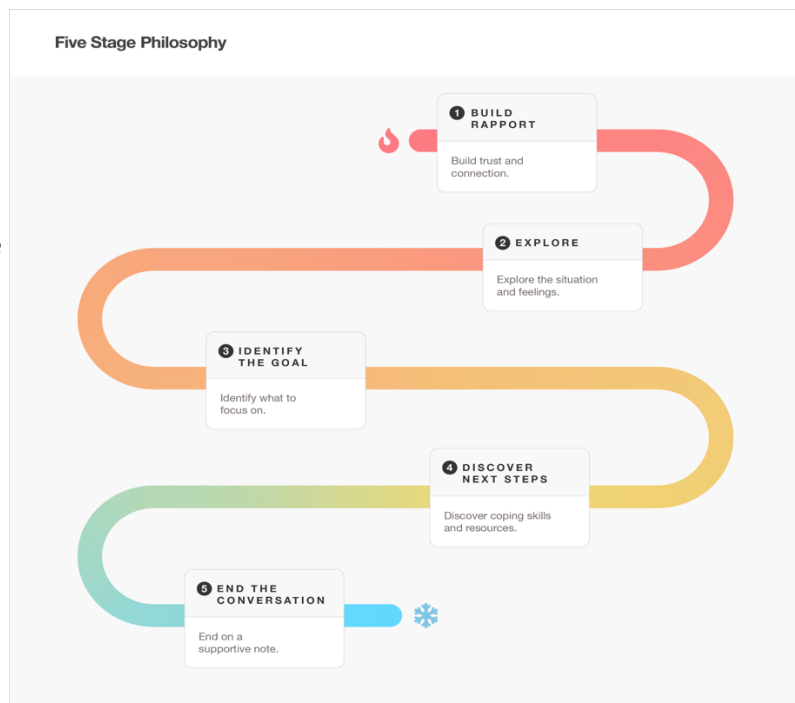 Five Stage Philosophy
1 BUILD
RAPPORT
Build trust and
connection.
2 EXPLORE
Explore the situation
and feelings.
3 IDENTIFY
THE GOAL
Identify what to
focus on.
4 DISCOVER
NEXT STEPS
Discover coping skills
and resources.
5 END THE
CONVERSATION
End on a
supportive note.